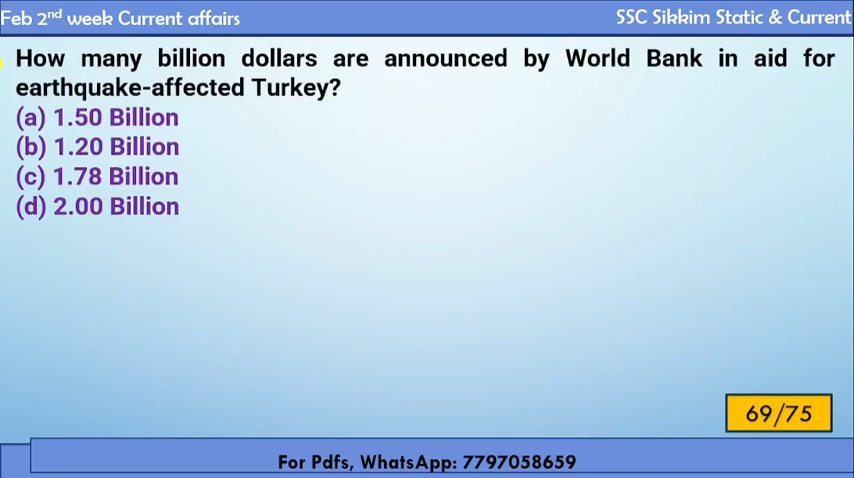 Feb 2nd week Current affairs
SSC Sikkim Static & Current
How many billion dollars are announced by World Bank in aid for
earthquake-affected Turkey?
(a) 1.50 Billion
(b) 1.20 Billion
(c) 1.78 Billion
(d) 2.00 Billion
69/75
For Pdfs, WhatsApp: 7797058659